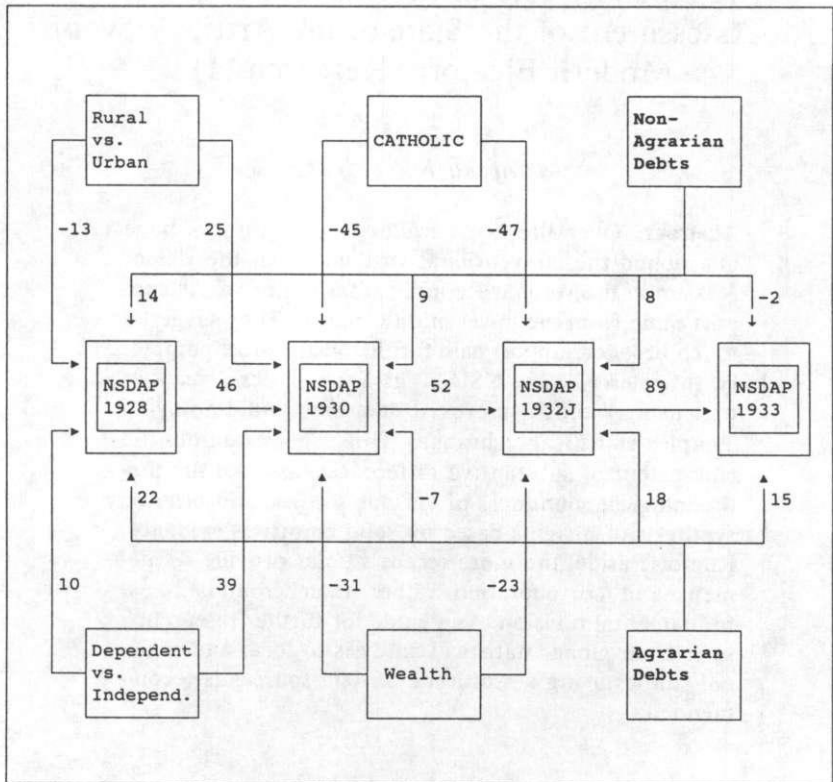 Rural
vs.
Urban
CATHOLIC
Non-
Agrarian
Debts
-13 25 -45 -47
14 9 8 -2
NSDAP
1928
46
NSDAP
1930
52
NSDAP
1932J
89
NSDAP
1933
22 -7 18 15
10 39 -31 -23
Dependent
vs.
Independ.
Wealth
Agrarian
Debts